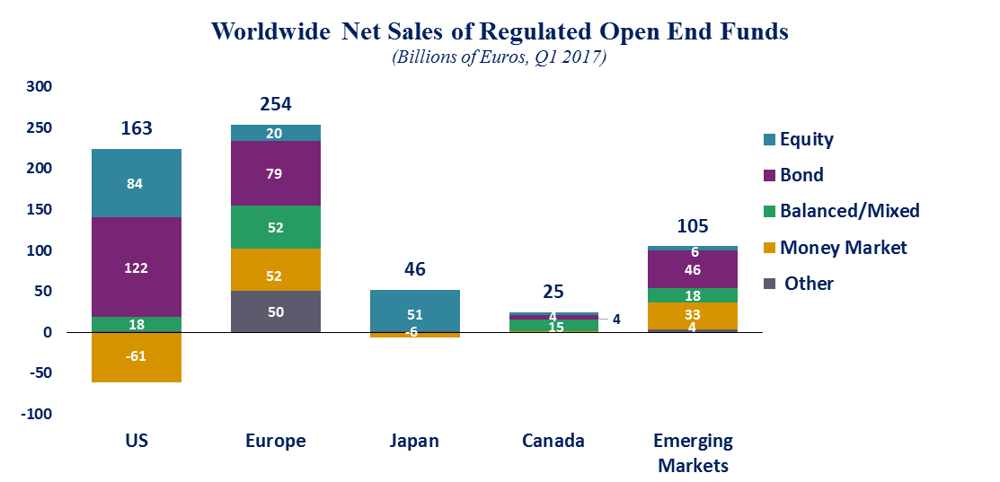 Worldwide Net Sales of Regulated Open End Funds
(Billions of Euros, Q1 2017)
300
250
200
150
100
50
0
-50
-100
163
84
122
18
-61
254
20
79
52
52
50
46
51
-6
25
4
4
15
105
6
46
18
33
4
US
Europe
Japan
Canada
Emerging
Markets
Equity
Bond
Balanced/Mixed
Money Market
Other